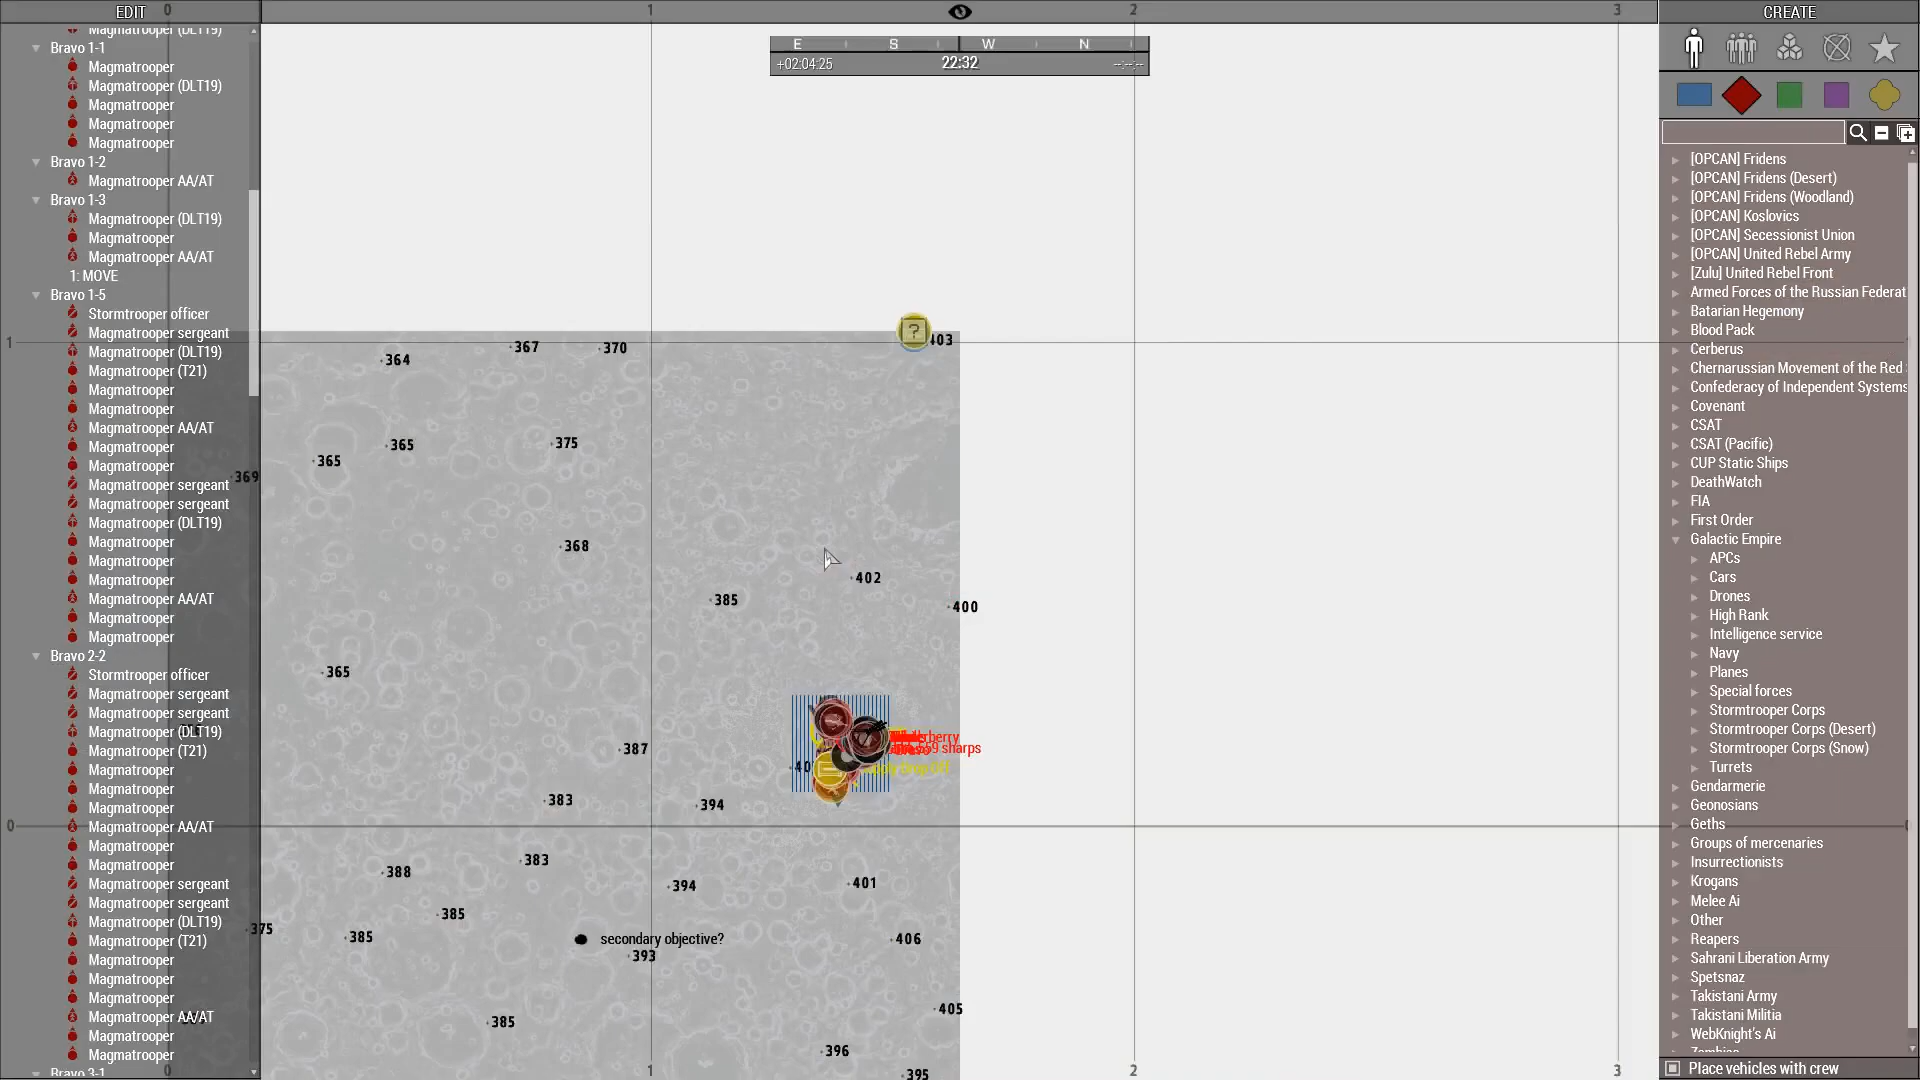 EDIT
Magmatrooper (DLT19)
Bravo 1-1
Magmatrooper
Magmatrooper (DLT19)
Magmatrooper
Magmatrooper
Magmatrooper
Bravo 1-2
Magmatrooper AA/AT
Bravo 1-3
Magmatrooper (DLT19)
Magmatrooper
Magmatrooper AA/AT
1: MOVE
Bravo 1-5
Stormtrooper officer
Magmatrooper sergeant
Magmatrooper (DLT19)
Magmatrooper (T21)
Magmatrooper
Magmatrooper
Magmatrooper AA/AT
Magmatrooper
Magmatrooper
Magmatrooper sergeant
Magmatrooper sergeant
Magmatrooper (DLT19)
Magmatrooper
Magmatrooper
Magmatrooper
Magmatrooper AA/AT
Magmatrooper
Magmatrooper
Bravo 2-2
Stormtrooper officer
Magmatrooper sergeant
Magmatrooper sergeant
Magmatrooper (DLT19)
Magmatrooper (T21)
Magmatrooper
Magmatrooper
Magmatrooper
Magmatrooper AA/AT
Magmatrooper
Magmatrooper
Magmatrooper sergeant
Magmatrooper sergeant
Magmatrooper (DLT19)
Magmatrooper (T21)
Magmatrooper
Magmatrooper
Magmatrooper
Magmatrooper AA/AT
Magmatrooper
Magmatrooper
Bravo 3-1
0 1 2 3
E S W N
+02:04:25 22:32 --:--:--
?
403
1
364 367 370
365 365 375
369
368
402
385
400
365
387
sharps
383 394
0
388 383 394 401
385
375 385
406
secondary objective?
393
405
385
396
395
0 1 2 3
CREATE
[OPCAN] Fridens
[OPCAN] Fridens (Desert)
[OPCAN] Fridens (Woodland)
[OPCAN] Koslovics
[OPCAN] Secessionist Union
[OPCAN] United Rebel Army
[Zulu] United Rebel Front
Armed Forces of the Russian Federat
Batarian Hegemony
Blood Pack
Cerberus
Chernarussian Movement of the Red
Confederacy of Independent Systems
Covenant
CSAT
CSAT (Pacific)
CUP Static Ships
DeathWatch
FIA
First Order
Galactic Empire
APCs
Cars
Drones
High Rank
Intelligence service
Navy
Planes
Special forces
Stormtrooper Corps
Stormtrooper Corps (Desert)
Stormtrooper Corps (Snow)
Turrets
Gendarmerie
Geonosians
Geths
Groups of mercenaries
Insurrectionists
Krogans
Melee Ai
Other
Reapers
Sahrani Liberation Army
Spetsnaz
Takistani Army
Takistani Militia
WebKnight's Ai
Zombies
Place vehicles with crew